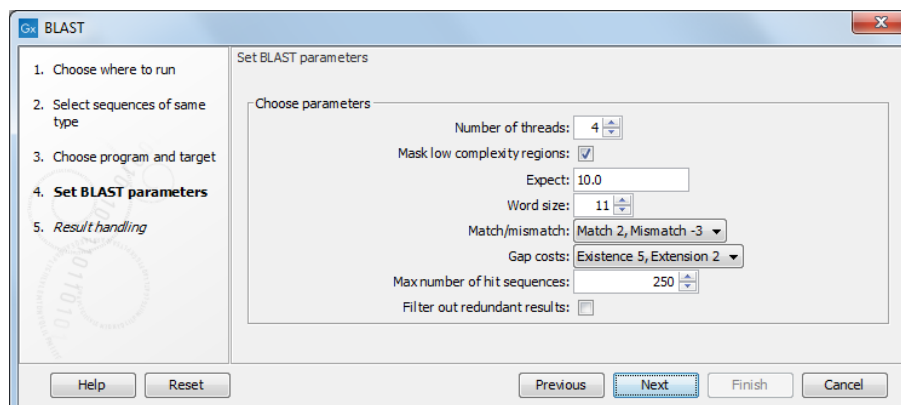 Gx BLAST
1. Choose where to run
2. Select sequences of same
type
3. Choose program and target
4. Set BLAST parameters
5. Result handling
Set BLAST parameters
Choose parameters
Number of threads: 4
Mask low complexity regions:
Expect: 10.0
Word size: 11
Match/mismatch: Match 2, Mismatch -3
Gap costs: Existence 5, Extension 2
Max number of hit sequences: 250
Filter out redundant results:
Help Reset Previous Next Finish Cancel